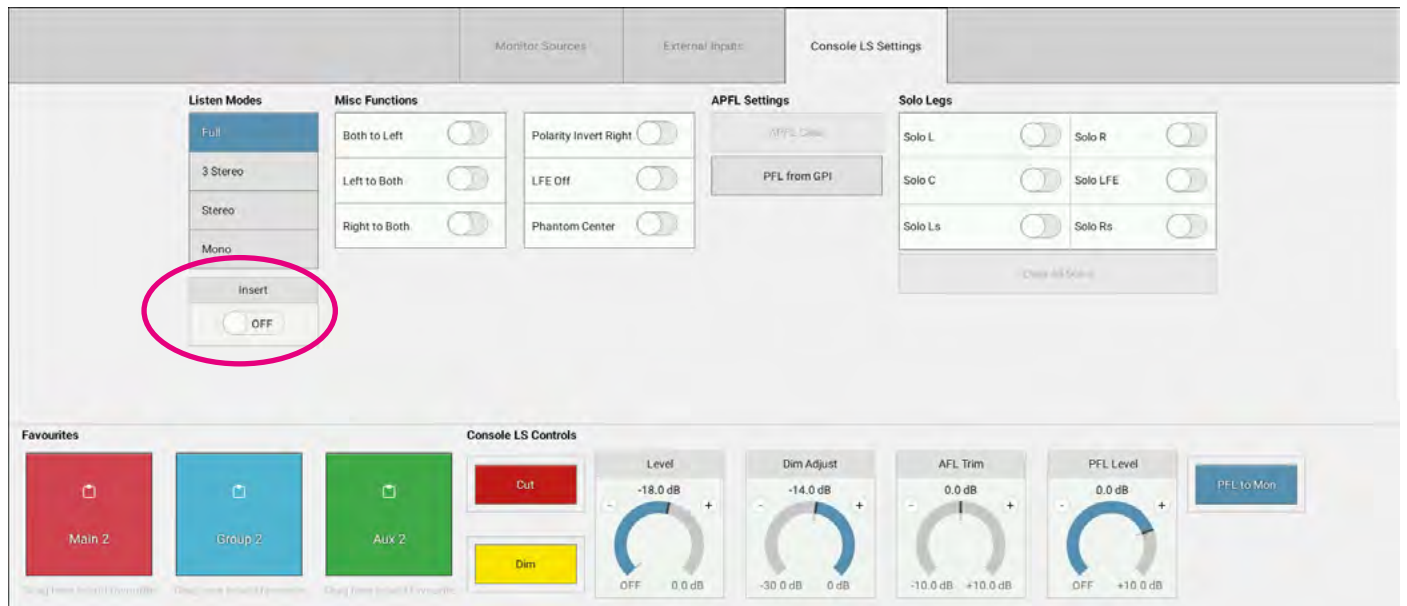 Monitor Sources
External Inputs
Console LS Settings
Listen Modes
Full
3 Stereo
Stereo
Mono
Insert
OFF
Misc Functions
Both to Left
Left to Both
Right to Both
Polarity Invert Right
LFE Off
Phantom Center
APFL Settings
APFL Clear
PFL from GPI
Solo Legs
Solo L
Solo R
Solo C
Solo LFE
Solo Ls
Solo Rs
Clear All Solos
Favourites
Main 2
Group 2
Aux 2
Console LS Controls
Cut
Dim
Level
-18.0 dB
- +
OFF 0.0 dB
Dim Adjust
-14.0 dB
- +
-30.0 dB 0 dB
AFL Trim
0.0 dB
- +
-10.0 dB +10.0 dB
PFL Level
0.0 dB
- +
OFF +10.0 dB
PFL to Mon